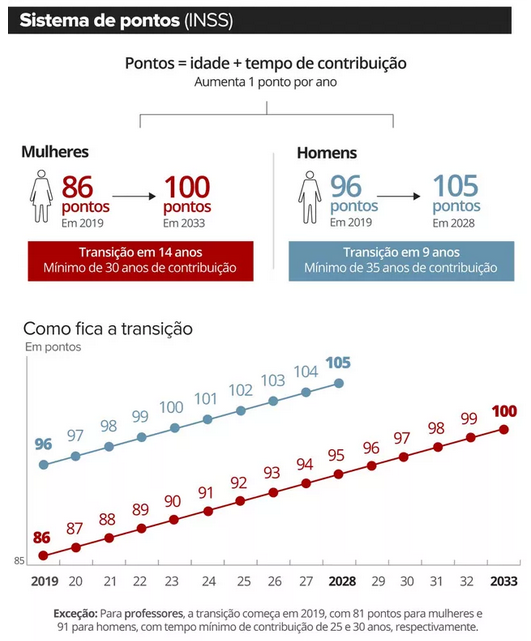 Sistema de pontos (INSS)
Pontos = idade + tempo de contribuição
Aumenta 1 ponto por ano
Mulheres
86 pontos
Em 2019
100 pontos
Em 2033
Transição em 14 anos
Mínimo de 30 anos de contribuição
Homens
96 pontos
Em 2019
105 pontos
Em 2028
Transição em 9 anos
Mínimo de 35 anos de contribuição
Como fica a transição
Em pontos
96 97 98 99 100 101 102 103 104 105
86 87 88 89 90 91 92 93 94 95 96 97 98 99 100
85
2019 20 21 22 23 24 25 26 27 2028 29 30 31 32 2033
Exceção: Para professores, a transição começa em 2019, com 81 pontos para mulheres e
91 para homens, com tempo mínimo de contribuição de 25 e 30 anos, respectivamente.